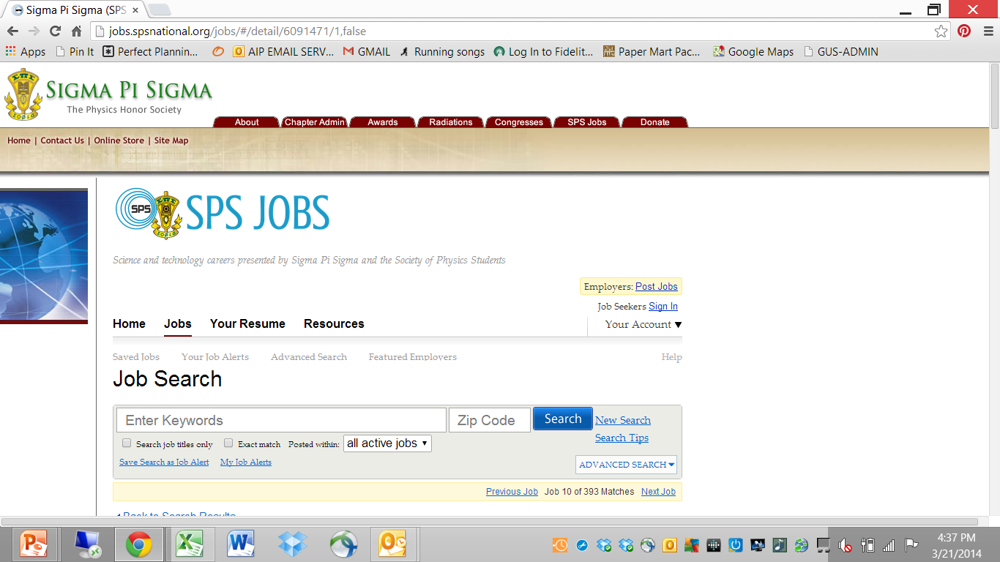 Sigma Pi Sigma (SPS
jobs.spsnational.org/jobs/#/detail/6091471/1,false
Apps Pin It Perfect Plannin... AIP EMAIL SERV... GMAIL Running songs Log In to Fidelit... Paper Mart Pac... Google Maps GUS-ADMIN
SIGMA PI SIGMA
The Physics Honor Society
About Chapter Admin Awards Radiations Congresses SPS Jobs Donate
Home | Contact Us | Online Store | Site Map
SPS SPS JOBS
Science and technology careers presented by Sigma Pi Sigma and the Society of Physics Students
Employers: Post Jobs
Job Seekers Sign In
Home Jobs Your Resume Resources Your Account
Saved Jobs Your Job Alerts Advanced Search Featured Employers Help
Job Search
Enter Keywords Zip Code Search New Search
Search Tips
Search job titles only Exact match Posted within: all active jobs
Save Search as Job Alert My Job Alerts ADVANCED SEARCH
Previous Job Job 10 of 393 Matches Next Job
Back to Search Results
4:37 PM
3/21/2014